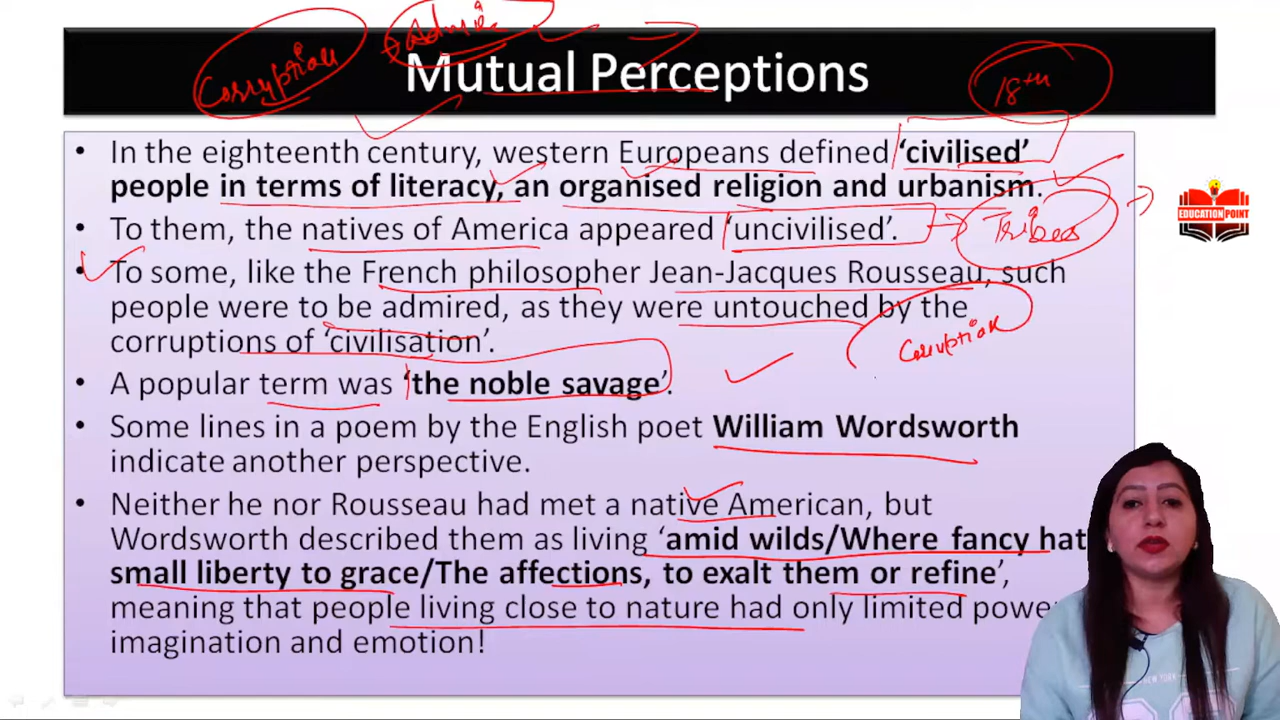 Corruption Admire
Mutual Perceptions
18th
• In the eighteenth century, western Europeans defined ‘civilised’
people in terms of literacy, an organised religion and urbanism.
EDUCATION POINT
• To them, the natives of America appeared ‘uncivilised’. → Tribes →
• To some, like the French philosopher Jean-Jacques Rousseau, such
people were to be admired, as they were untouched by the
corruptions of ‘civilisation’.
Corruption
• A popular term was ‘the noble savage’.
• Some lines in a poem by the English poet William Wordsworth
indicate another perspective.
• Neither he nor Rousseau had met a native American, but
Wordsworth described them as living ‘amid wilds/Where fancy hat
small liberty to grace/The affections, to exalt them or refine’,
meaning that people living close to nature had only limited power
imagination and emotion!
NEW YORK